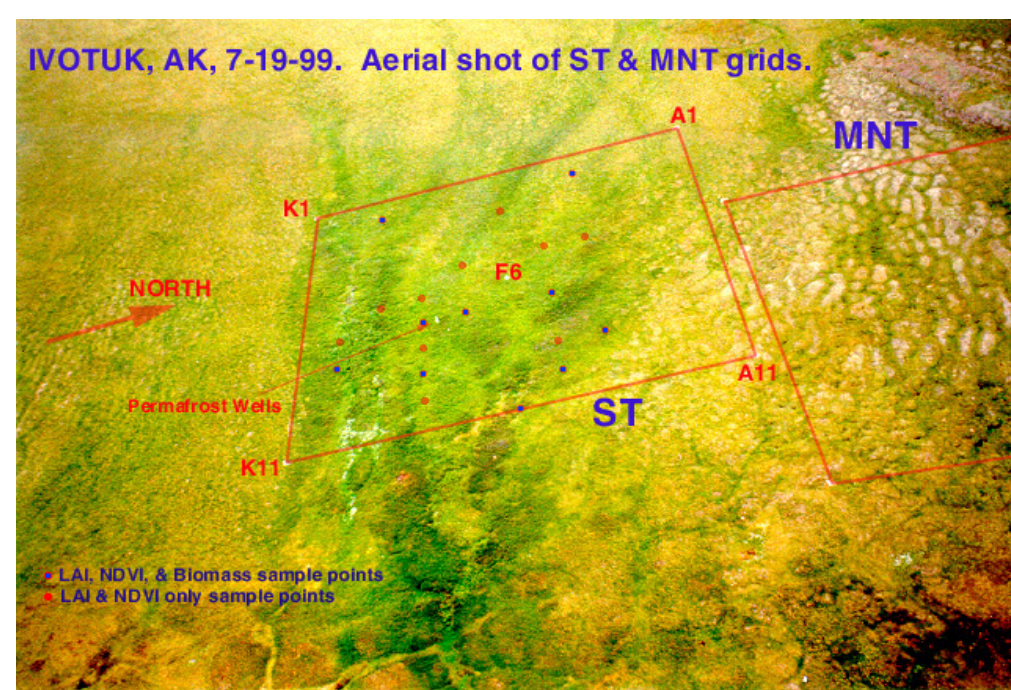 IVOTUK, AK, 7-19-99.  Aerial shot of ST & MNT grids.
A1
MNT
K1
F6
NORTH
A11
Permafrost Wells
ST
K11
LAI, NDVI, & Biomass sample points
LAI & NDVI only sample points